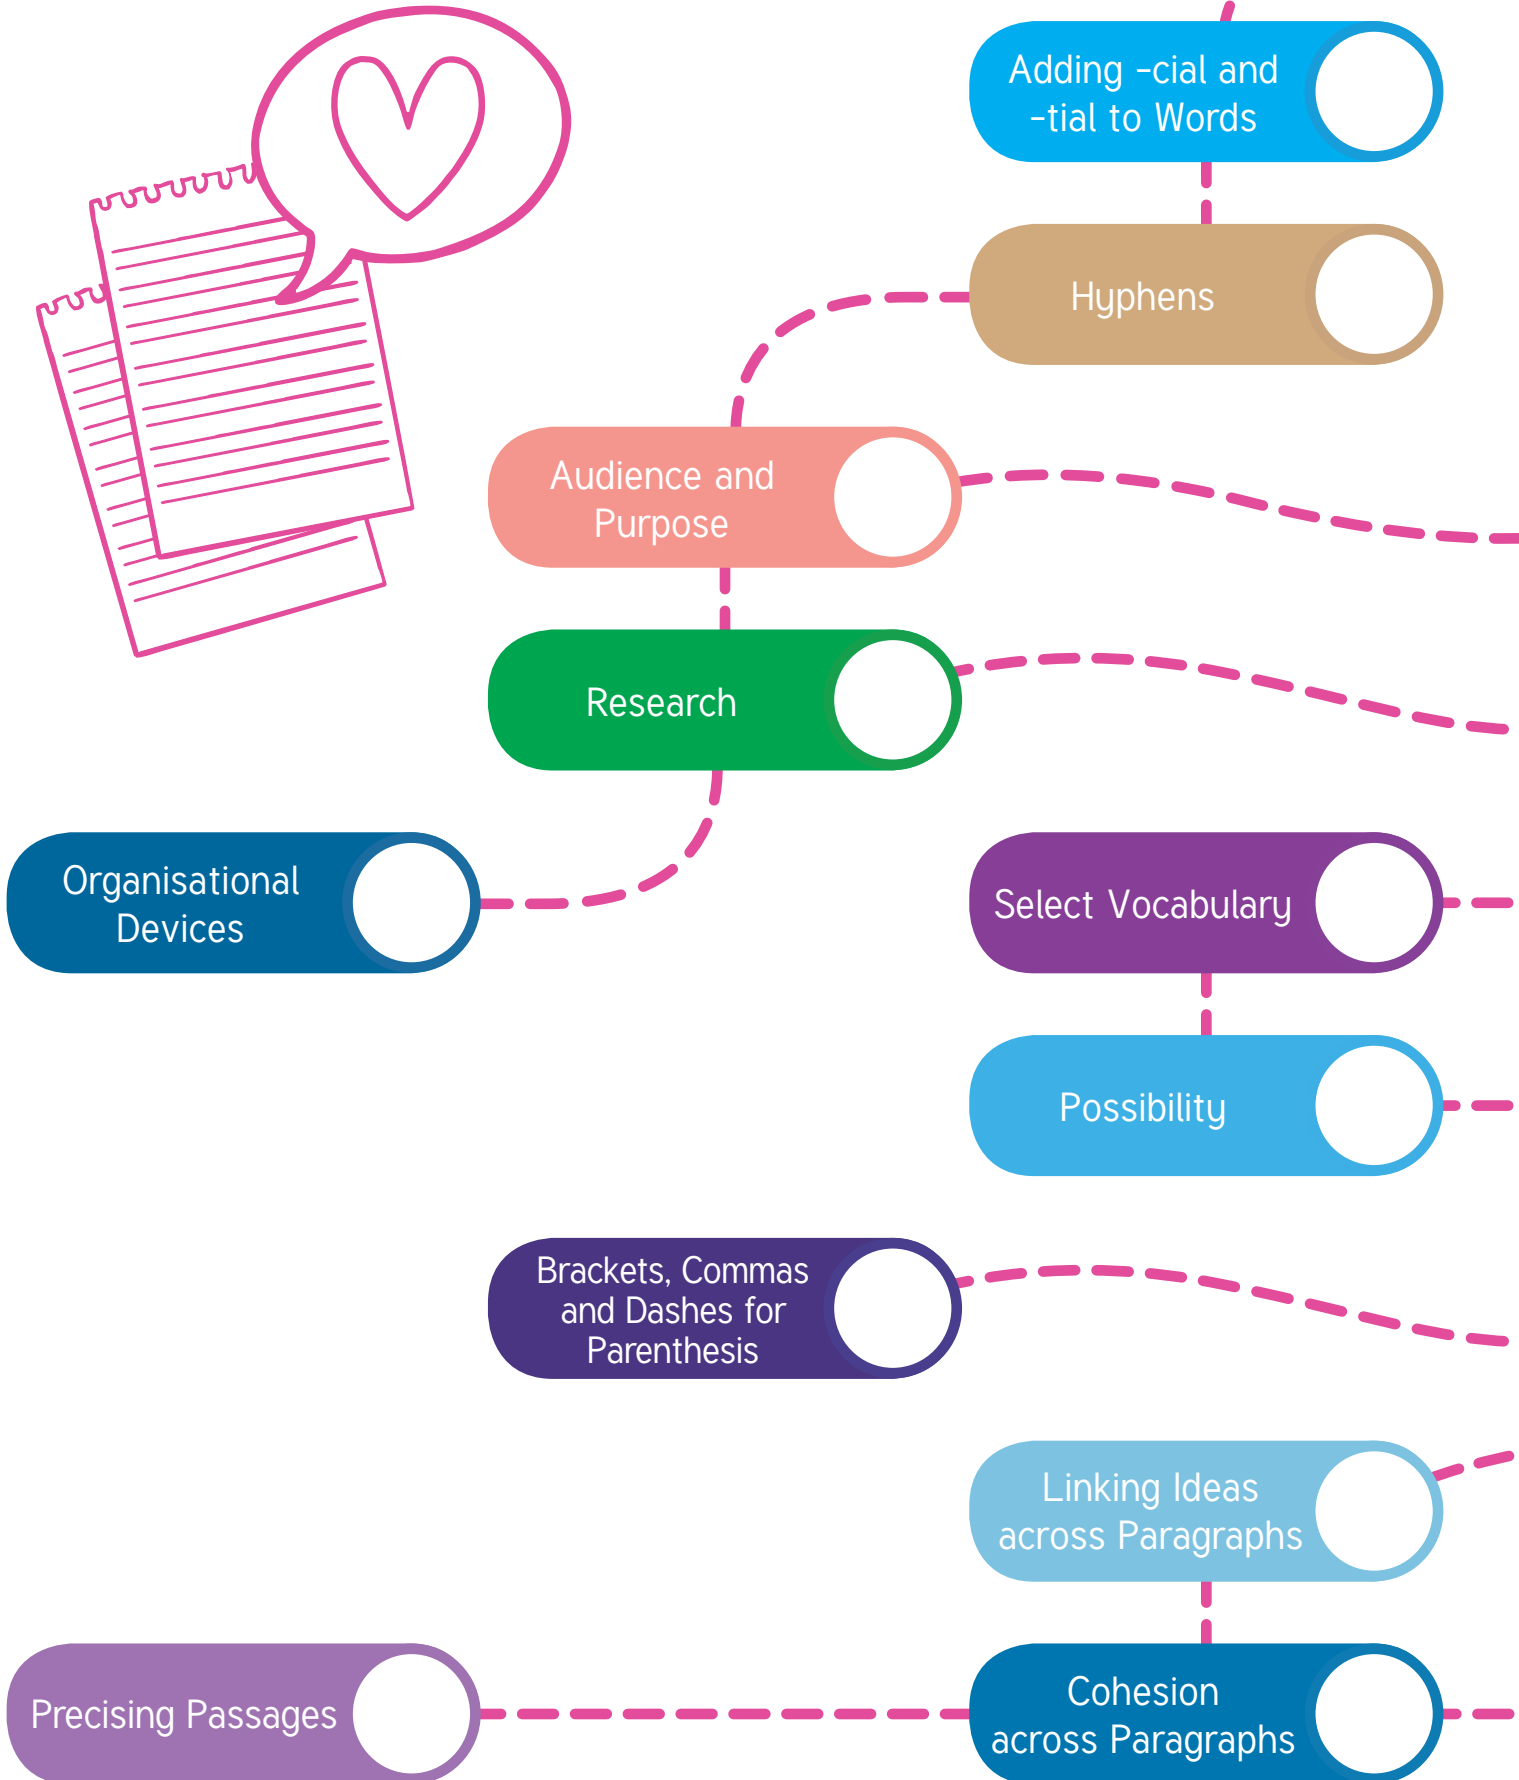 Adding -cial and
-tial to Words
Hyphens
Audience and
Purpose
Research
Organisational
Devices
Select Vocabulary
Possibility
Brackets, Commas
and Dashes for
Parenthesis
Linking Ideas
across Paragraphs
Precising Passages
Cohesion
across Paragraphs